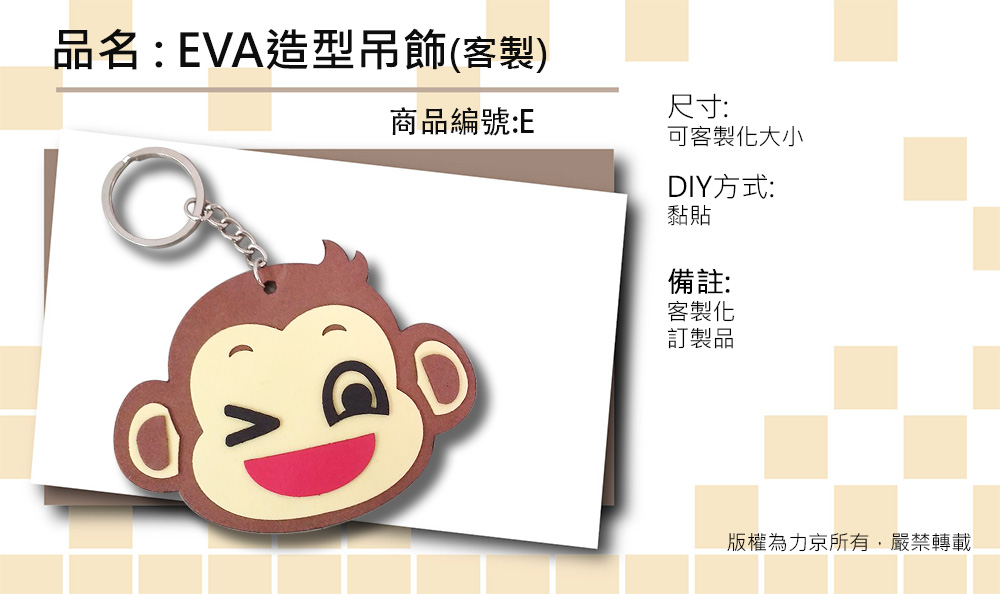 品名 : EVA造型吊飾(客製)
商品編號:E
尺寸:
可客製化大小
DIY方式:
黏貼
備註:
客製化
訂製品
版權為力京所有，嚴禁轉載